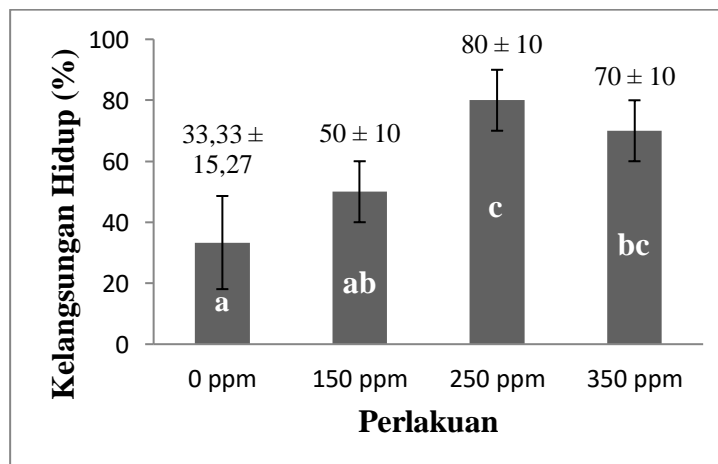 Kelangsungan Hidup (%)
100
80
60
40
20
0
33,33 ±
15,27
50 ± 10
80 ± 10
70 ± 10
a
ab
c
bc
0 ppm
150 ppm
250 ppm
350 ppm
Perlakuan